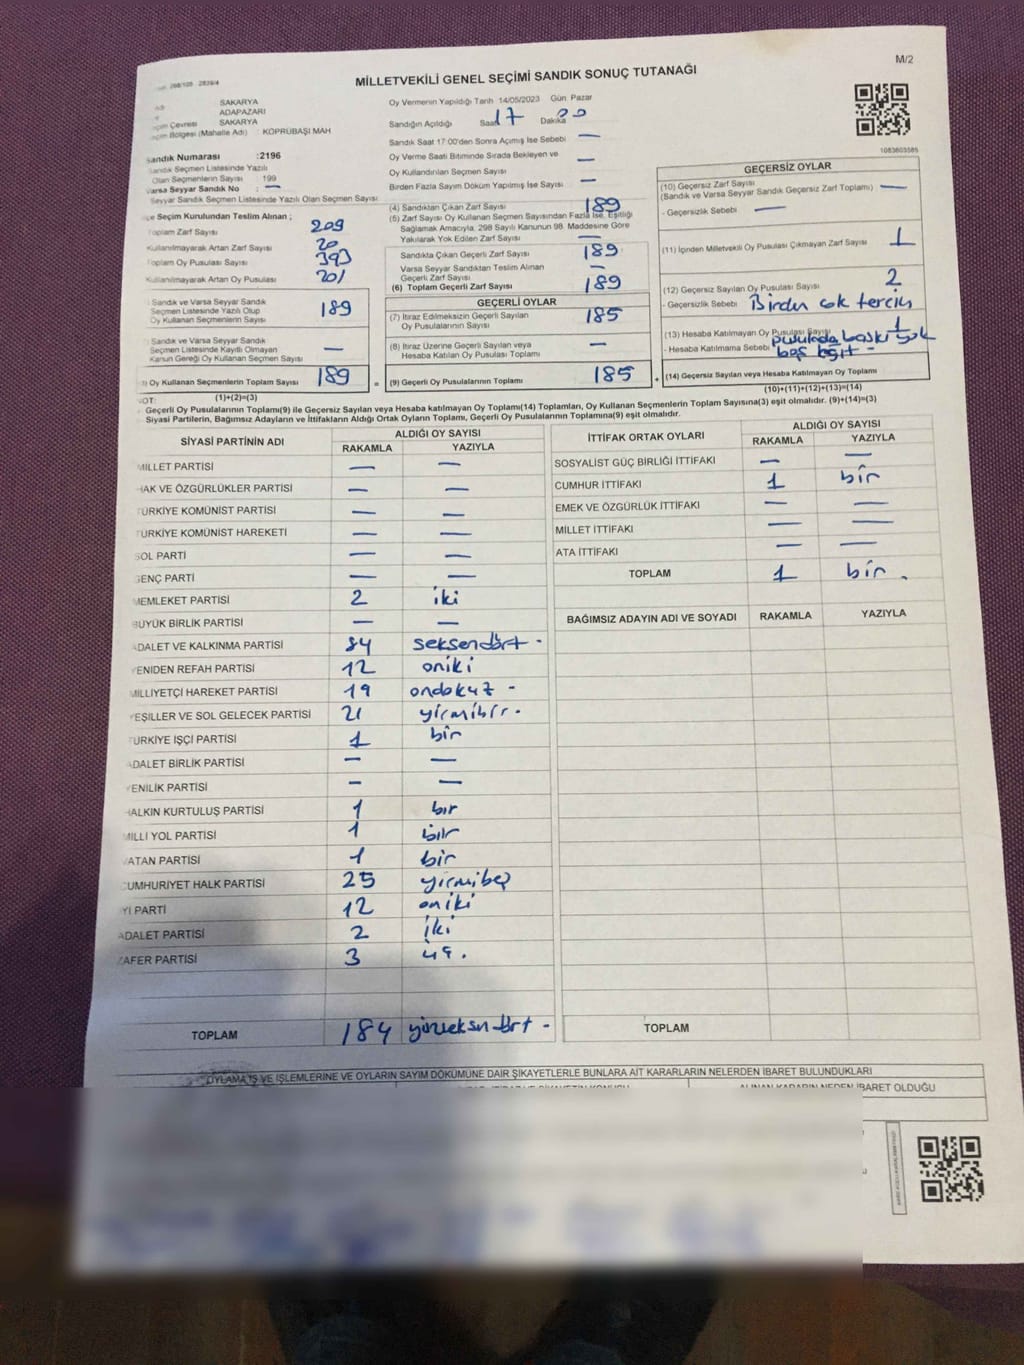 M/2
MİLLETVEKİLİ GENEL SEÇİMİ SANDIK SONUÇ TUTANAĞI
SAKARYA
ADAPAZARI
SAKARYA
(Mahalle Adı) : KÖPRÜBAŞI MAH
Sandık Numarası :2196
Sandık Seçmen Listesinde Yazılı
Olan Seçmenlerin Sayısı 199
Varsa Seyyar Sandık No : —
Seyyar Sandık Seçmen Listesinde Yazılı Olan Seçmen Sayısı
Seçim Kurulundan Teslim Alınan ;
Toplam Zarf Sayısı 209
Kullanılmayarak Artan Zarf Sayısı 20
Toplam Oy Pusulası Sayısı 393
Kullanılmayarak Artan Oy Pusulası 201
Sandık ve Varsa Seyyar Sandık
Seçmen Listesinde Yazılı Olup
Oy Kullanan Seçmenlerin Sayısı 189
Sandık ve Varsa Seyyar Sandık
Seçmen Listesinde Kayıtlı Olmayan
Kanun Gereği Oy Kullanan Seçmen Sayısı —
Oy Kullanan Seçmenlerin Toplam Sayısı 189
(1)+(2)=(3)
Oy Vermenin Yapıldığı Tarih 14/05/2023 Gün Pazar
Sandığın Açıldığı Saat 17 Dakika
Sandık Saat 17:00'den Sonra Açılmış İse Sebebi —
Oy Verme Saati Bitiminde Sırada Bekleyen ve
Oy Kullandırılan Seçmen Sayısı —
Birden Fazla Sayım Döküm Yapılmış İse Sayısı —
(4) Sandıktan Çıkan Zarf Sayısı 189
(5) Zarf Sayısı Oy Kullanan Seçmen Sayısından Fazla İse, Eşitliği
Sağlamak Amacıyla, 298 Sayılı Kanunun 98. Maddesine Göre
Yakılarak Yok Edilen Zarf Sayısı —
Sandıkta Çıkan Geçerli Zarf Sayısı 189
Varsa Seyyar Sandıktan Teslim Alınan
Geçerli Zarf Sayısı —
(6) Toplam Geçerli Zarf Sayısı 189
GEÇERLİ OYLAR
(7) İtiraz Edilmeksizin Geçerli Sayılan
Oy Pusulalarının Sayısı 185
(8) İtiraz Üzerine Geçerli Sayılan veya
Hesaba Katılan Oy Pusulası Toplamı —
= (9) Geçerli Oy Pusulalarının Toplamı 185
1083603585
GEÇERSİZ OYLAR
(10) Geçersiz Zarf Sayısı
(Sandık ve Varsa Seyyar Sandık Geçersiz Zarf Toplamı) —
- Geçersizlik Sebebi —
(11) İçinden Milletvekili Oy Pusulası Çıkmayan Zarf Sayısı 1
(12) Geçersiz Sayılan Oy Pusulası Sayısı 2
- Geçersizlik Sebebi Birden çok tercih
(13) Hesaba Katılmayan Oy Pusulası Sayısı 1
- Hesaba Katılmama Sebebi pusulada baskı yok
boş kağıt -
+ (14) Geçersiz Sayılan veya Hesaba Katılmayan Oy Toplamı
(10)+(11)+(12)+(13)=(14)
NOT:
Geçerli Oy Pusulalarının Toplamı(9) ile Geçersiz Sayılan veya Hesaba katılmayan Oy Toplamı(14) Toplamları, Oy Kullanan Seçmenlerin Toplam Sayısına(3) eşit olmalıdır. (9)+(14)=(3)
Siyasi Partilerin, Bağımsız Adayların ve İttifakların Aldığı Ortak Oyların Toplamı, Geçerli Oy Pusulalarının Toplamına(9) eşit olmalıdır.
SİYASİ PARTİNİN ADI ALDIĞI OY SAYISI
RAKAMLA YAZIYLA
MİLLET PARTİSİ — —
HAK VE ÖZGÜRLÜKLER PARTİSİ — —
TÜRKİYE KOMÜNİST PARTİSİ — —
TÜRKİYE KOMÜNİST HAREKETİ — —
SOL PARTİ — —
GENÇ PARTİ — —
MEMLEKET PARTİSİ 2 iki
BÜYÜK BİRLİK PARTİSİ — —
ADALET VE KALKINMA PARTİSİ 84 seksendört -
YENİDEN REFAH PARTİSİ 12 oniki
MİLLİYETÇİ HAREKET PARTİSİ 19 ondokuz -
YEŞİLLER VE SOL GELECEK PARTİSİ 21 yirmibir.
TÜRKİYE İŞÇİ PARTİSİ 1 bir
ADALET BİRLİK PARTİSİ — —
YENİLİK PARTİSİ — —
HALKIN KURTULUŞ PARTİSİ 1 bir
MİLLİ YOL PARTİSİ 1 bir
VATAN PARTİSİ 1 bir
CUMHURİYET HALK PARTİSİ 25 yirmibeş
İYİ PARTİ 12 oniki
ADALET PARTİSİ 2 iki
ZAFER PARTİSİ 3 üç.
TOPLAM 184 yüzseksendört -
İTTİFAK ORTAK OYLARI ALDIĞI OY SAYISI
RAKAMLA YAZIYLA
SOSYALİST GÜÇ BİRLİĞİ İTTİFAKI — —
CUMHUR İTTİFAKI 1 bir
EMEK VE ÖZGÜRLÜK İTTİFAKI — —
MİLLET İTTİFAKI — —
ATA İTTİFAKI — —
TOPLAM 1 bir.
BAĞIMSIZ ADAYIN ADI VE SOYADI RAKAMLA YAZIYLA
TOPLAM
OYLAMA İŞ VE İŞLEMLERİNE VE OYLARIN SAYIM DÖKÜMÜNE DAİR ŞİKAYETLERLE BUNLARA AİT KARARLARIN NELERDEN İBARET BULUNDUKLARI
ALINAN KARARIN NEDEN İBARET OLDUĞU